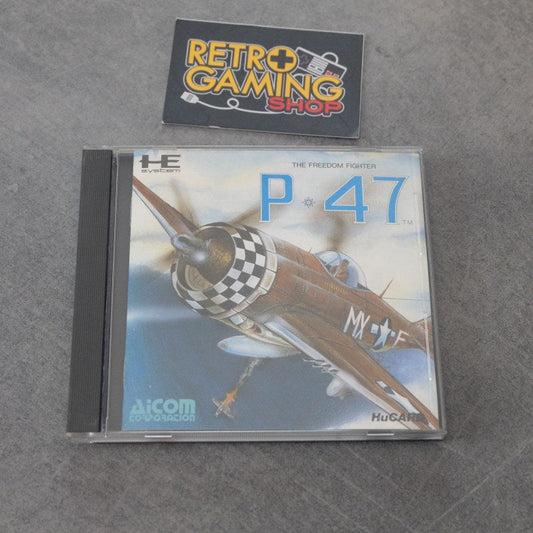 RETRO
GAMING
SHOP
HE
system
THE FREEDOM FIGHTER
P·47
TM
MX F
AICOM
CORPORATION
HuCARD